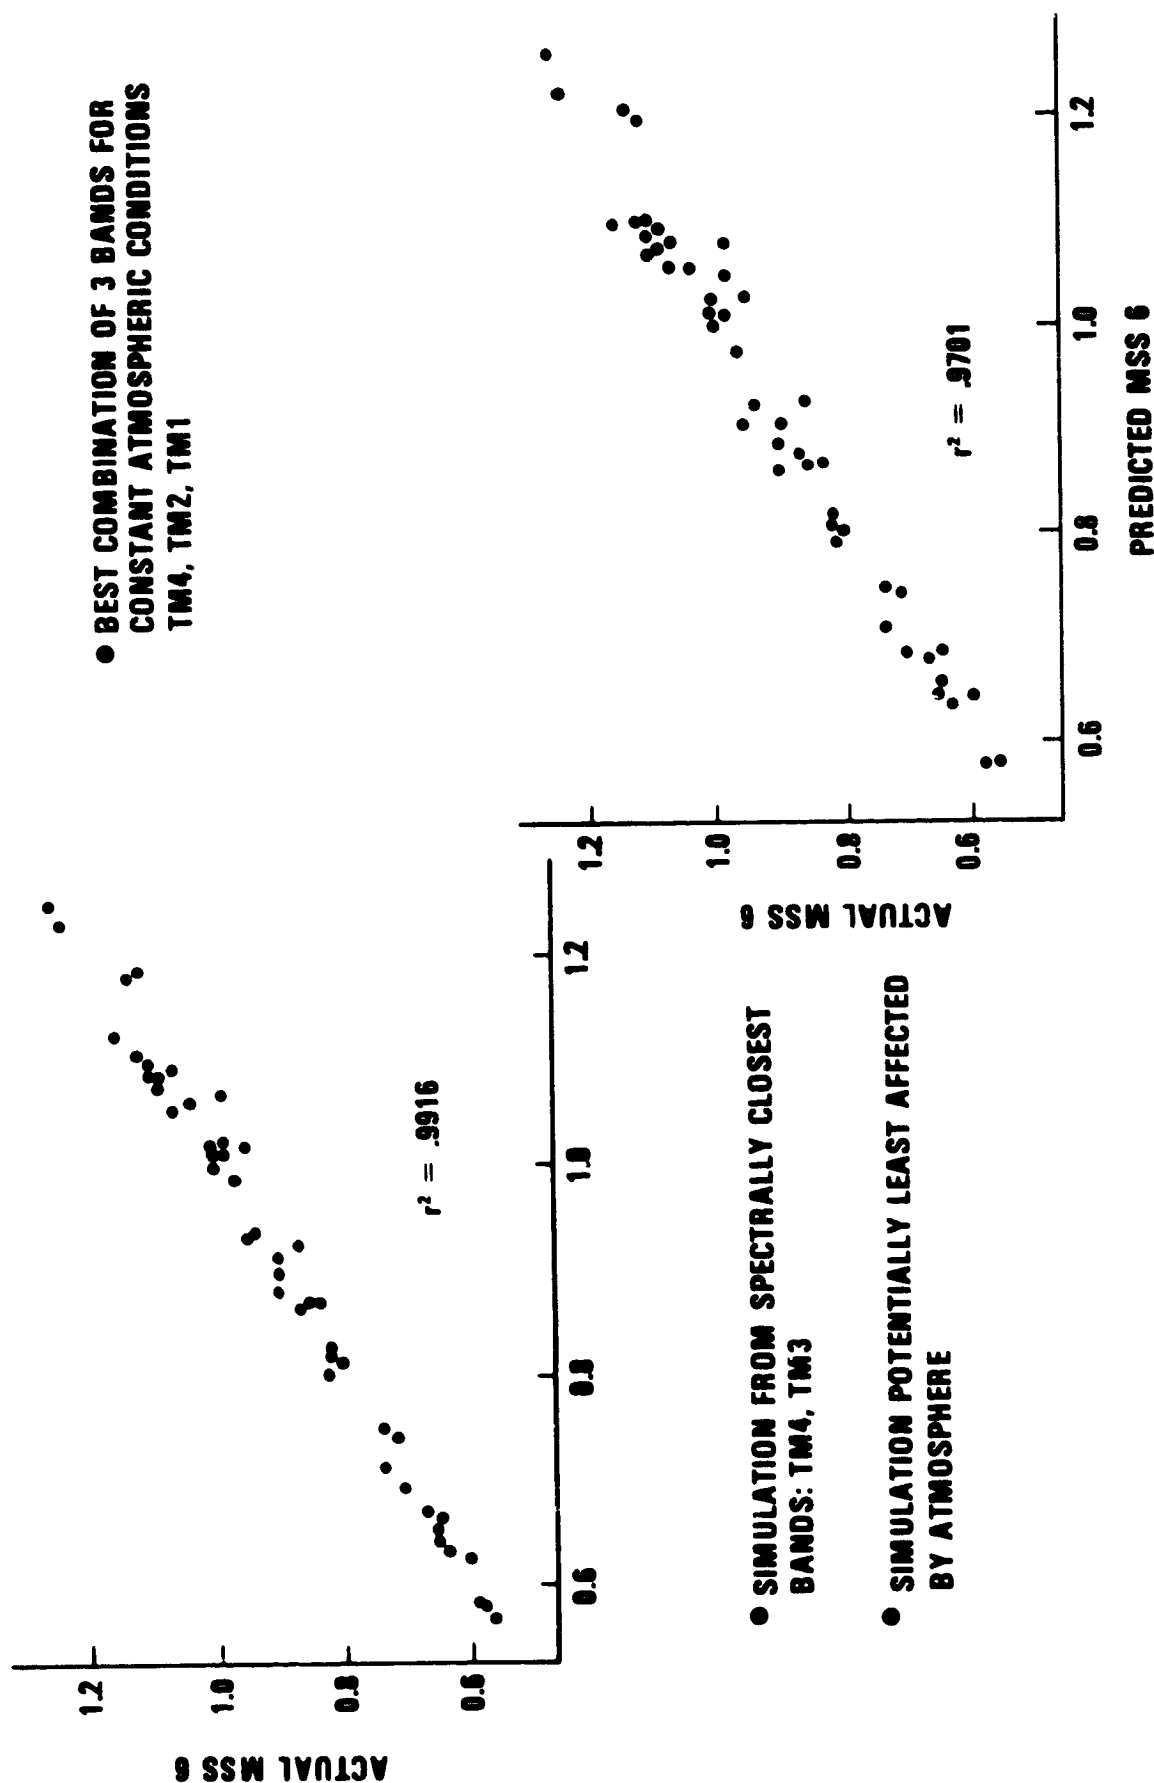 ● BEST COMBINATION OF 3 BANDS FOR
CONSTANT ATMOSPHERIC CONDITIONS
TM4, TM2, TM1
ACTUAL MSS 6
1.2
1.0
0.8
0.6
r² = .9916
0.6
0.8
1.0
1.2
● SIMULATION FROM SPECTRALLY CLOSEST
BANDS: TM4, TM3
● SIMULATION POTENTIALLY LEAST AFFECTED
BY ATMOSPHERE
ACTUAL MSS 6
1.2
1.0
0.8
0.6
r² = .9701
0.6
0.8
1.0
1.2
PREDICTED MSS 6